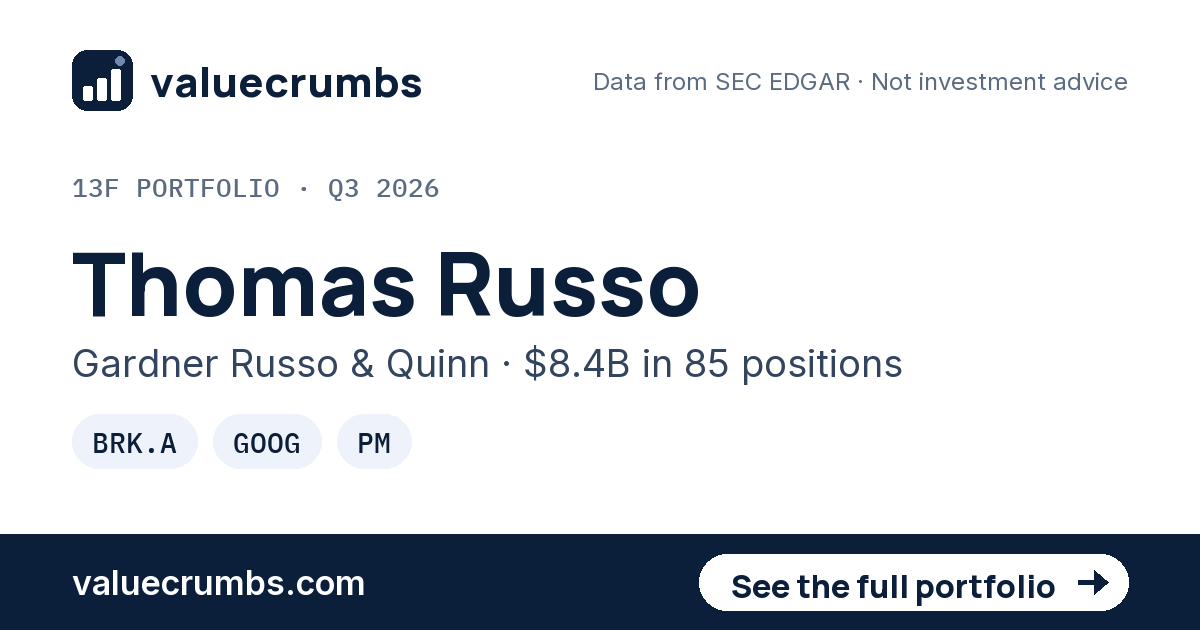 valuecrumbs
Data from SEC EDGAR · Not investment advice
13F PORTFOLIO · Q3 2026
Thomas Russo
Gardner Russo & Quinn · $8.4B in 85 positions
BRK.A GOOG PM
valuecrumbs.com
See the full portfolio →